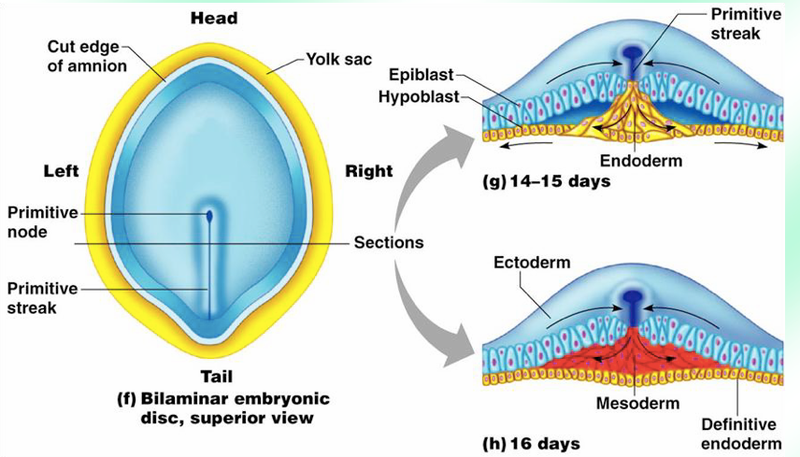 Head
Cut edge
of amnion
Yolk sac
Left
Right
Primitive
node
Sections
Primitive
streak
Tail
(f) Bilaminar embryonic
disc, superior view
Primitive
streak
Epiblast
Hypoblast
Endoderm
(g) 14–15 days
Ectoderm
Mesoderm
Definitive
endoderm
(h) 16 days